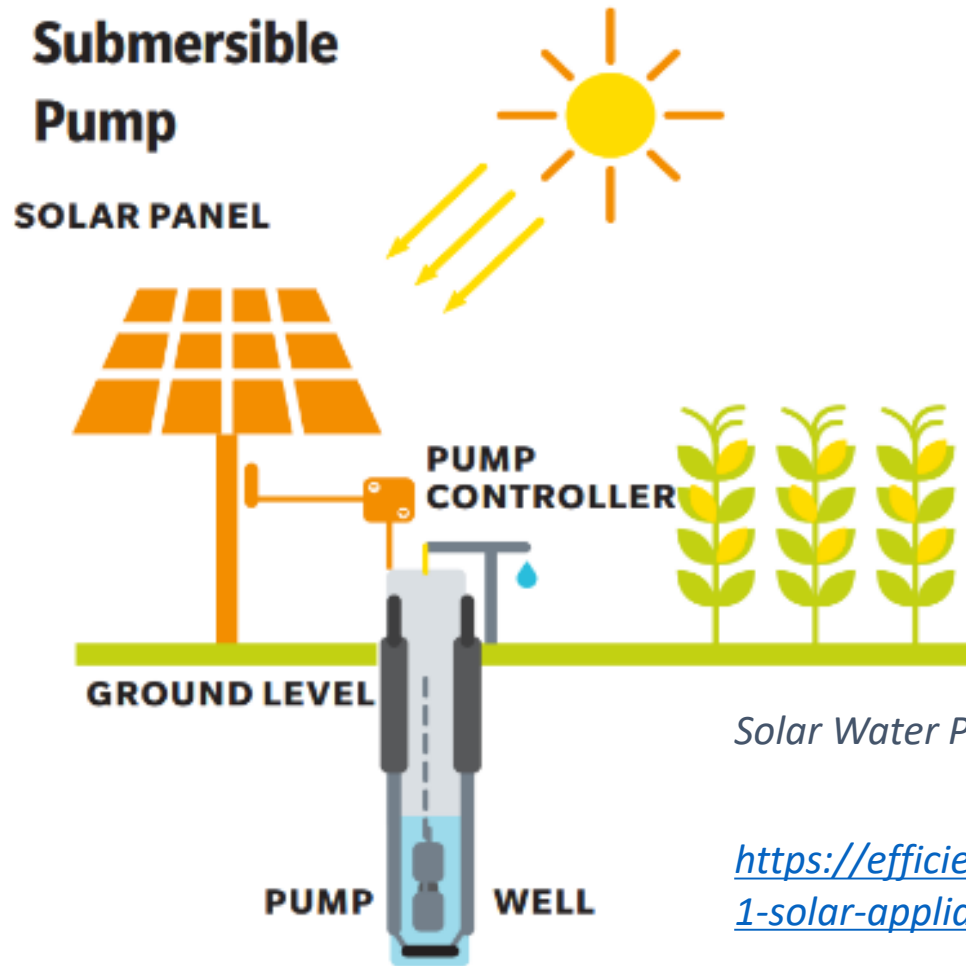 Submersible
Pump
SOLAR PANEL
PUMP
CONTROLLER
GROUND LEVEL
Solar Water P
https://efficie
1-solar-applic
PUMP
WELL